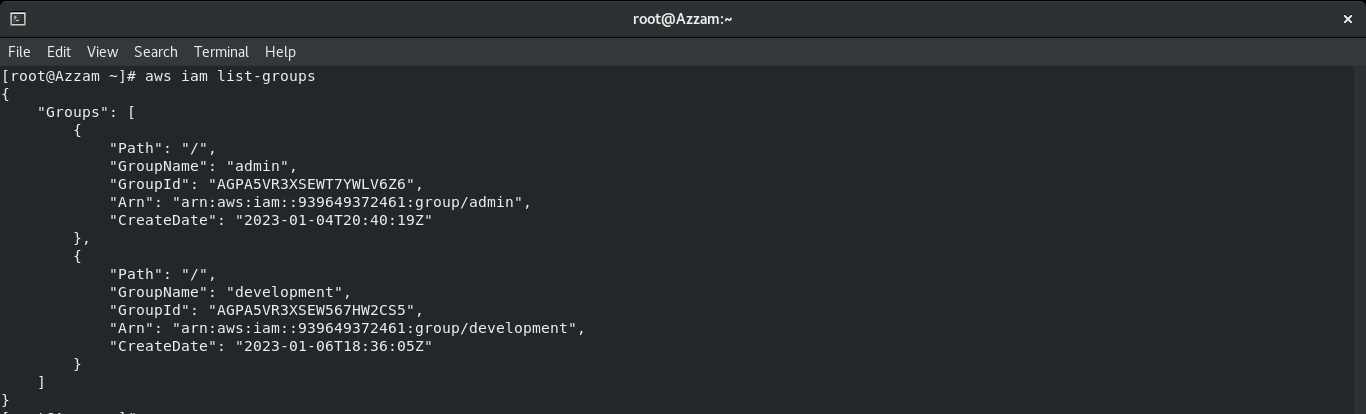 root@Azzam:~
File Edit View Search Terminal Help
[root@Azzam ~]# aws iam list-groups
{
    "Groups": [
        {
            "Path": "/",
            "GroupName": "admin",
            "GroupId": "AGPA5VR3XSEWT7YWLV6Z6",
            "Arn": "arn:aws:iam::939649372461:group/admin",
            "CreateDate": "2023-01-04T20:40:19Z"
        },
        {
            "Path": "/",
            "GroupName": "development",
            "GroupId": "AGPA5VR3XSEW567HW2CS5",
            "Arn": "arn:aws:iam::939649372461:group/development",
            "CreateDate": "2023-01-06T18:36:05Z"
        }
    ]
}